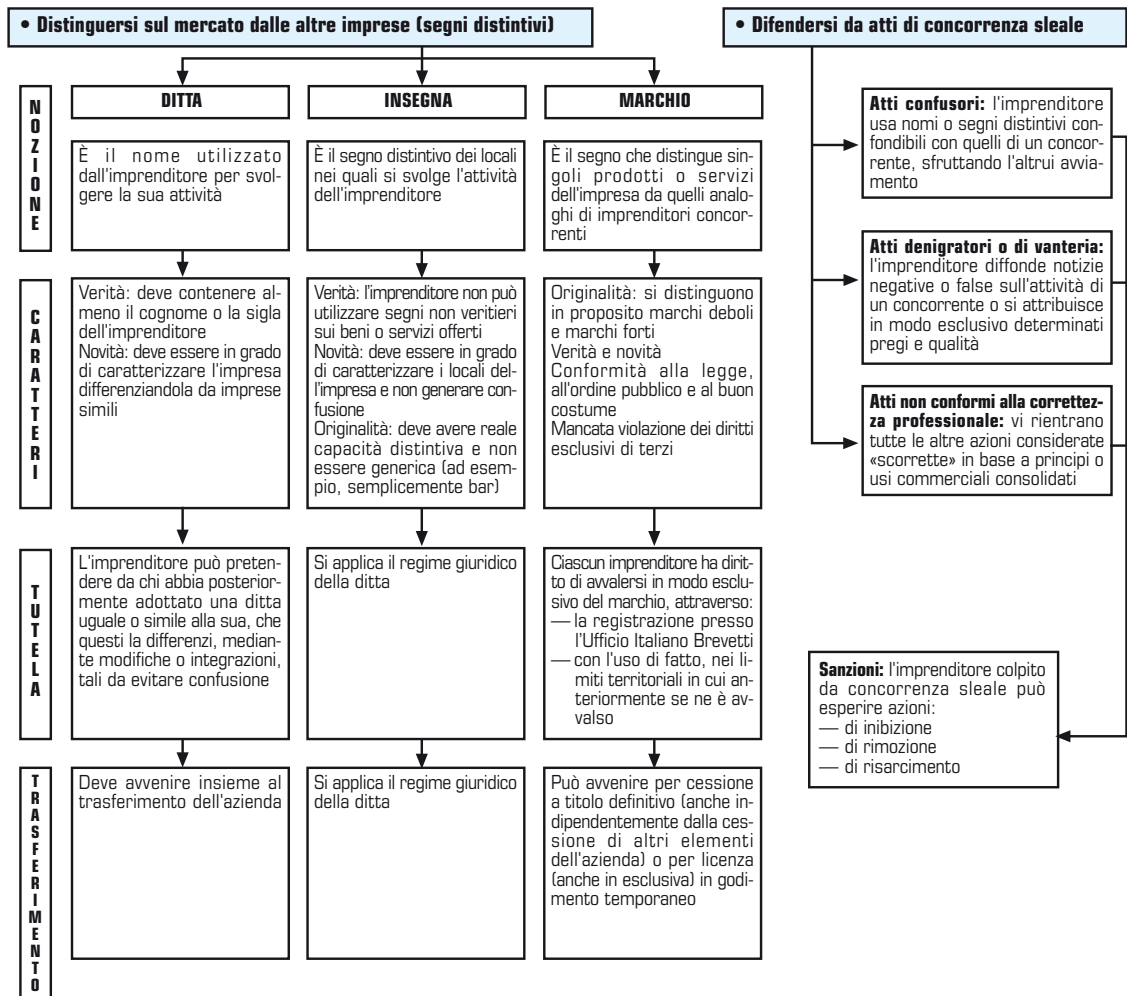 • Distinguersi sul mercato dalle altre imprese (segni distintivi)
NOZIONE
DITTA
È il nome utilizzato
dall'imprenditore per svol-
gere la sua attività
INSEGNA
È il segno distintivo dei locali
nei quali si svolge l'attività
dell'imprenditore
MARCHIO
È il segno che distingue sin-
goli prodotti o servizi
dell'impresa da quelli analo-
ghi di imprenditori concor-
renti
CARATTERI
Verità: deve contenere al-
meno il cognome o la sigla
dell'imprenditore
Novità: deve essere in grado
di caratterizzare l'impresa
differenziandola da imprese
simili
Verità: l'imprenditore non può
utilizzare segni non veritieri
sui beni o servizi offerti
Novità: deve essere in grado
di caratterizzare i locali del-
l'impresa e non generare con-
fusione
Originalità: deve avere reale
capacità distintiva e non
essere generica (ad esem-
pio, semplicemente bar)
Originalità: si distinguono
in proposito marchi deboli
e marchi forti
Verità e novità
Conformità alla legge,
all'ordine pubblico e al buon
costume
Mancata violazione dei diritti
esclusivi di terzi
TUTELA
L'imprenditore può preten-
dere da chi abbia posterior-
mente adottato una ditta
uguale o simile alla sua, che
questi la differenzi, median-
te modifiche o integrazioni,
tali da evitare confusione
Si applica il regime giuridico
della ditta
Ciascun imprenditore ha dirit-
to di avvalersi in modo esclu-
sivo del marchio, attraverso:
— la registrazione presso
l'Ufficio Italiano Brevetti
— con l'uso di fatto, nei li-
miti territoriali in cui an-
teriormente se ne è av-
valso
TRASFERIMENTO
Deve avvenire insieme al
trasferimento dell'azienda
Si applica il regime giuridico
della ditta
Può avvenire per cessione
a titolo definitivo (anche in-
dipendentemente dalla ces-
sione di altri elementi
dell'azienda) o per licenza
(anche in esclusiva) in godi-
mento temporaneo
• Difendersi da atti di concorrenza sleale
Atti confusori: l'imprenditore
usa nomi o segni distintivi con-
fondibili con quelli di un concor-
rente, sfruttando l'altrui avvia-
mento
Atti denigratori o di vanteria:
l'imprenditore diffonde notizie
negative o false sull'attività di
un concorrente o si attribuisce
in modo esclusivo determinati
pregi e qualità
Atti non conformi alla correttez-
za professionale: vi rientrano
tutte le altre azioni considerate
«scorrette» in base a principi o
usi commerciali consolidati
Sanzioni: l'imprenditore colpito
da concorrenza sleale può
esperire azioni:
— di inibizione
— di rimozione
— di risarcimento